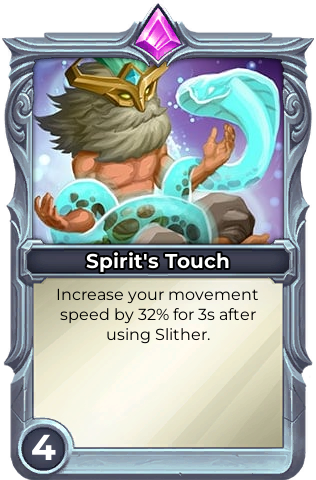 Spirit's Touch
Increase your movement
speed by 32% for 3s after
using Slither.
4